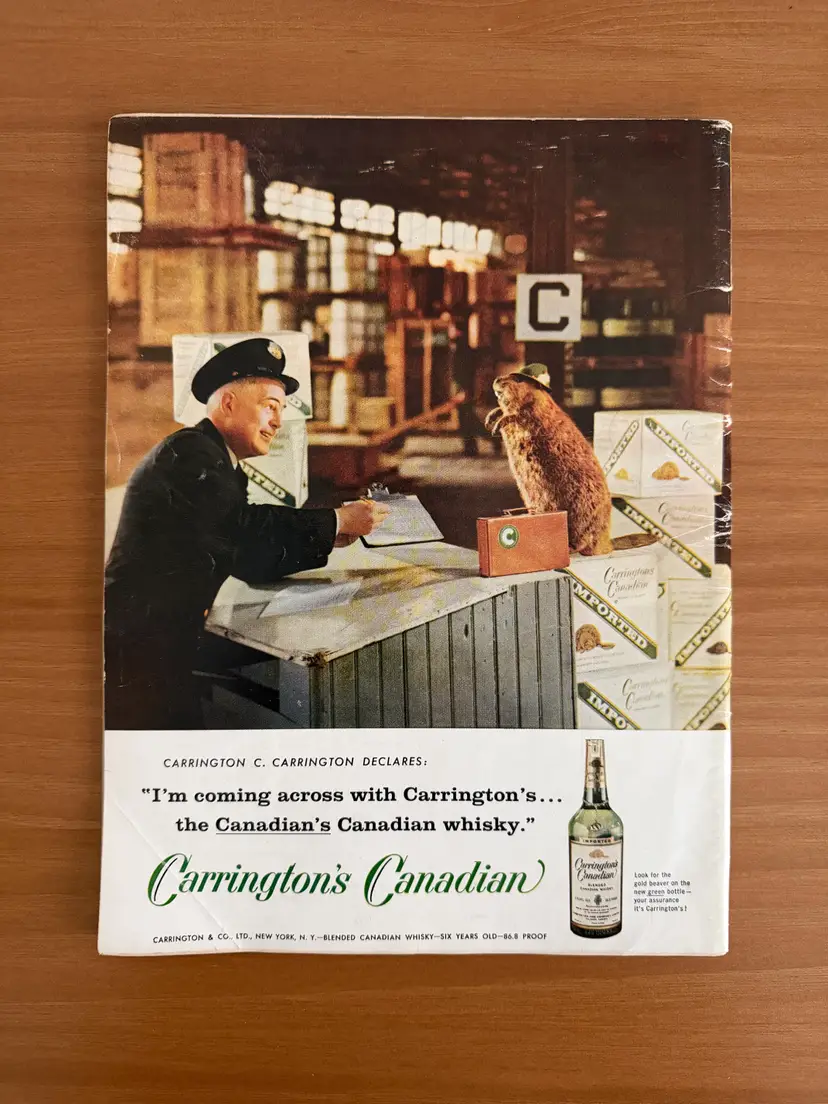 C
IMPORTED
C
Carrington's
Canadian
IMPORTED
CARRINGTON C. CARRINGTON DECLARES:
“I’m coming across with Carrington’s...
the Canadian’s Canadian whisky.”
Carrington's Canadian
IMPORTED
Carrington's
Canadian
Look for the
gold beaver on the
new green bottle—
your assurance
it's Carrington's!
CARRINGTON & CO., LTD., NEW YORK, N. Y.—BLENDED CANADIAN WHISKY—SIX YEARS OLD—86.8 PROOF